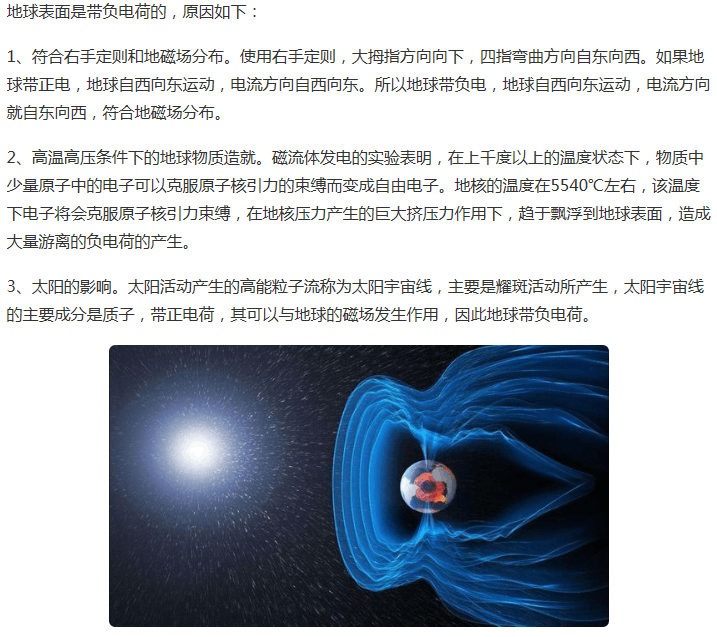 地球表面是带负电荷的，原因如下：
1、符合右手定则和地磁场分布。使用右手定则，大拇指方向向下，四指弯曲方向自东向西。如果地
球带正电，地球自西向东运动，电流方向自西向东。所以地球带负电，地球自西向东运动，电流方向
就自东向西，符合地磁场分布。
2、高温高压条件下的地球物质造就。磁流体发电的实验表明，在上千度以上的温度状态下，物质中
少量原子中的电子可以克服原子核引力的束缚而变成自由电子。地核的温度在5540℃左右，该温度
下电子将会克服原子核引力束缚，在地核压力产生的巨大挤压力作用下，趋于飘浮到地球表面，造成
大量游离的负电荷的产生。
3、太阳的影响。太阳活动产生的高能粒子流称为太阳宇宙线，主要是耀斑活动所产生，太阳宇宙线
的主要成分是质子，带正电荷，其可以与地球的磁场发生作用，因此地球带负电荷。